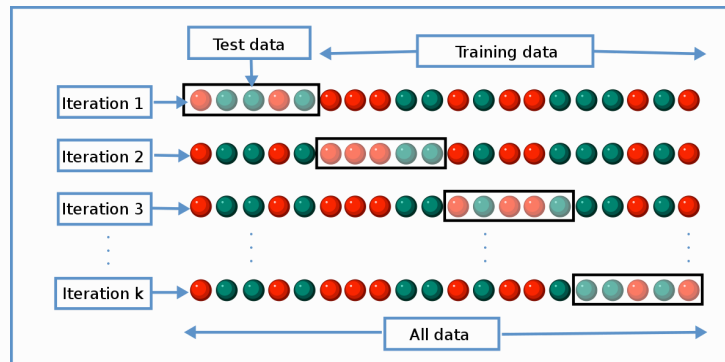 Test data
Training data
Iteration 1
Iteration 2
Iteration 3
Iteration k
All data